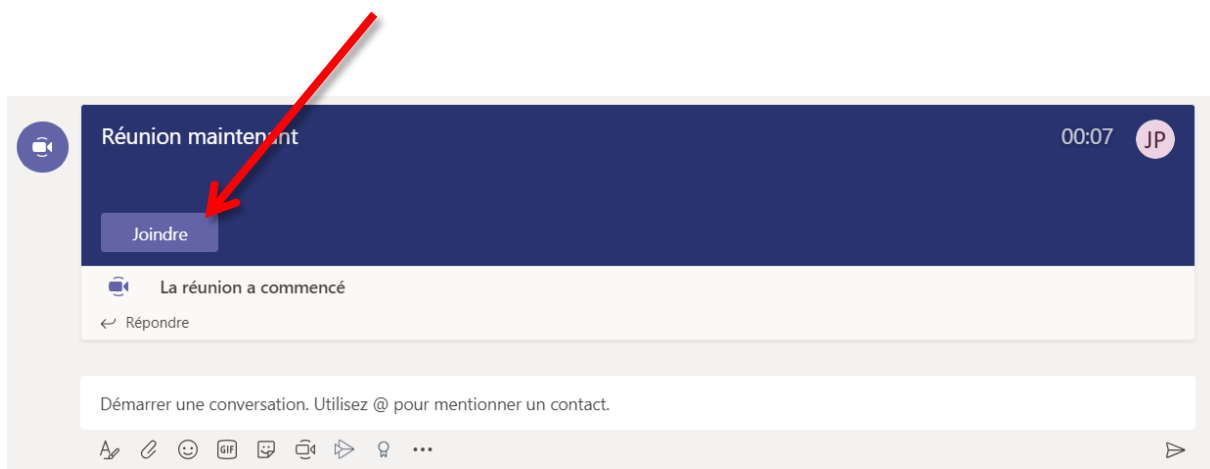 Réunion maintenant
00:07
JP
Joindre
La réunion a commencé
Répondre
Démarrer une conversation. Utilisez @ pour mentionner un contact.
GIF